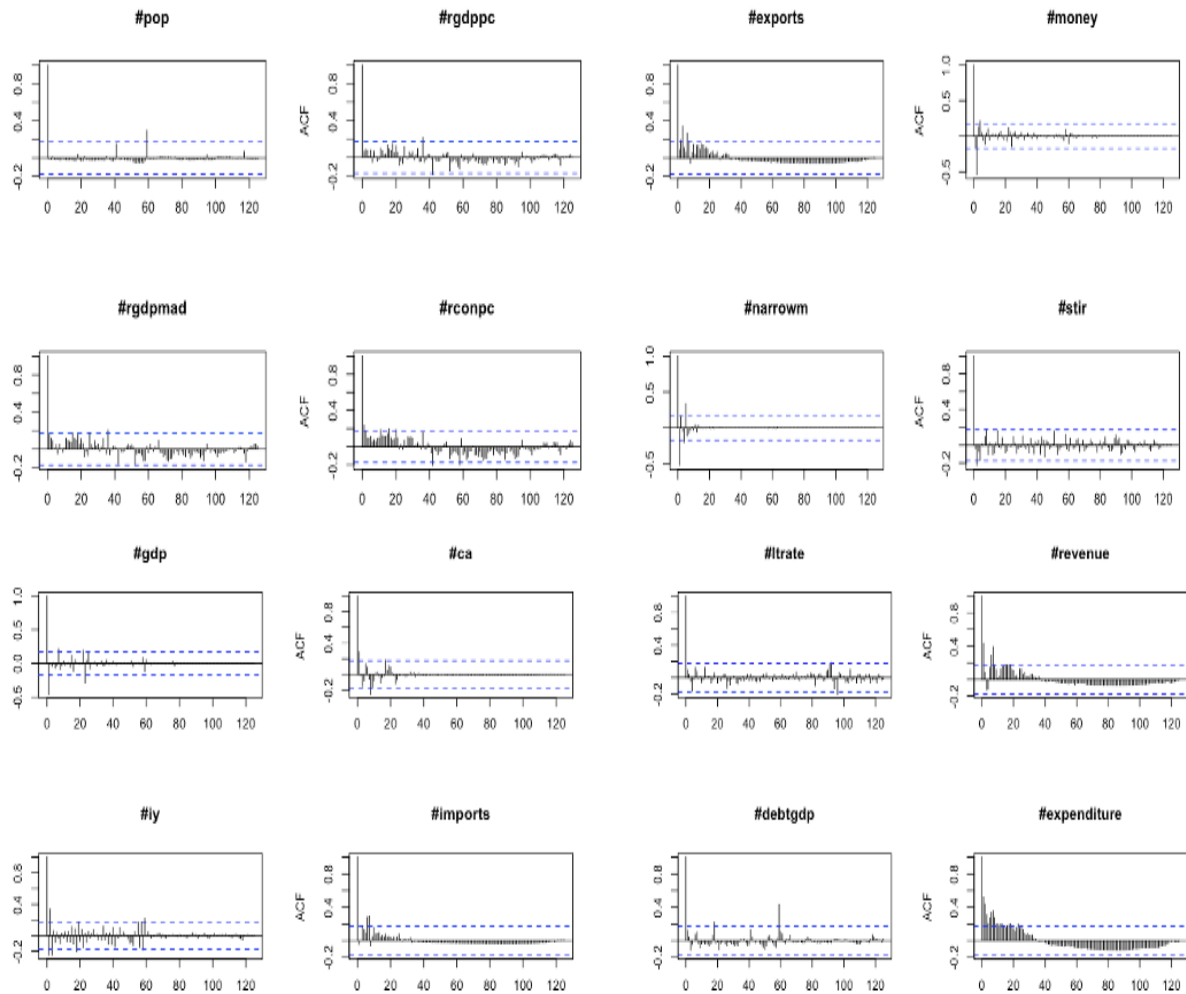 #pop
ACF
-0.2 0.4 0.8
0 20 40 60 80 100 120
#rgdppc
ACF
-0.2 0.4 0.8
0 20 40 60 80 100 120
#exports
-0.2 0.4 0.8
0 20 40 60 80 100 120
#money
ACF
-0.5 0.5 1.0
0 20 40 60 80 100 120
#rgdpmad
-0.2 0.4 0.8
0 20 40 60 80 100 120
#rconpc
ACF
-0.2 0.4 0.8
0 20 40 60 80 100 120
#narrowm
-0.5 0.5 1.0
0 20 40 60 80 100 120
#stir
ACF
-0.2 0.4 0.8
0 20 40 60 80 100 120
#gdp
-0.5 0.0 0.5 1.0
0 20 40 60 80 100 120
#ca
ACF
-0.2 0.4 0.8
0 20 40 60 80 100 120
#ltrate
-0.2 0.4 0.8
0 20 40 60 80 100 120
#revenue
ACF
-0.2 0.4 0.8
0 20 40 60 80 100 120
#iy
-0.2 0.4 0.8
0 20 40 60 80 100 120
#imports
ACF
-0.2 0.4 0.8
0 20 40 60 80 100 120
#debtgdp
-0.2 0.4 0.8
0 20 40 60 80 100 120
#expenditure
ACF
-0.2 0.4 0.8
0 20 40 60 80 100 120